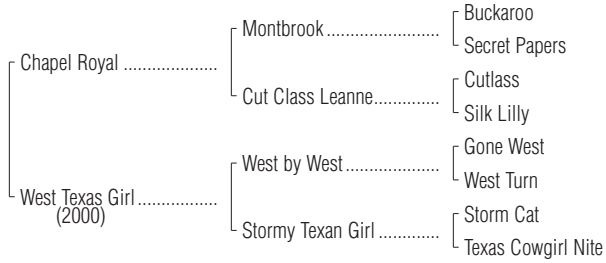 Buckaroo
Montbrook ........................
Secret Papers
Chapel Royal ...................
Cutlass
Cut Class Leanne..............
Silk Lilly
Gone West
West by West....................
West Turn
West Texas Girl.................
(2000)
Storm Cat
Stormy Texan Girl .............
Texas Cowgirl Nite